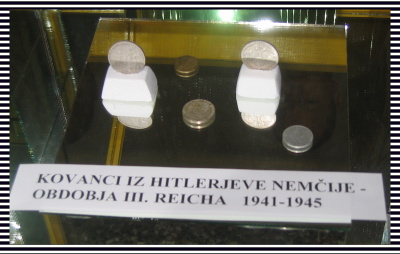 KOVANCI IZ HITLERJEVE NEMČIJE -
OBDOBJA III. REICHA 1941-1945